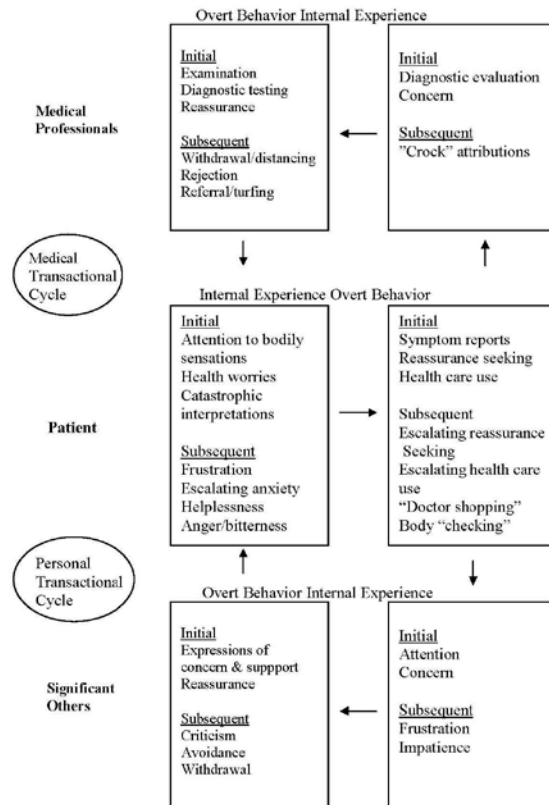 Overt Behavior Internal Experience
Medical
Professionals
Initial
Examination
Diagnostic testing
Reassurance
Subsequent
Withdrawal/distancing
Rejection
Referral/turfing
Initial
Diagnostic evaluation
Concern
Subsequent
"Crock" attributions
Medical
Transactional
Cycle
Internal Experience Overt Behavior
Patient
Initial
Attention to bodily
sensations
Health worries
Catastrophic
interpretations
Subsequent
Frustration
Escalating anxiety
Helplessness
Anger/bitterness
Initial
Symptom reports
Reassurance seeking
Health care use
Subsequent
Escalating reassurance
Seeking
Escalating health care
use
“Doctor shopping”
Body “checking”
Personal
Transactional
Cycle
Overt Behavior Internal Experience
Significant
Others
Initial
Expressions of
concern & suppport
Reassurance
Subsequent
Criticism
Avoidance
Withdrawal
Initial
Attention
Concern
Subsequent
Frustration
Impatience